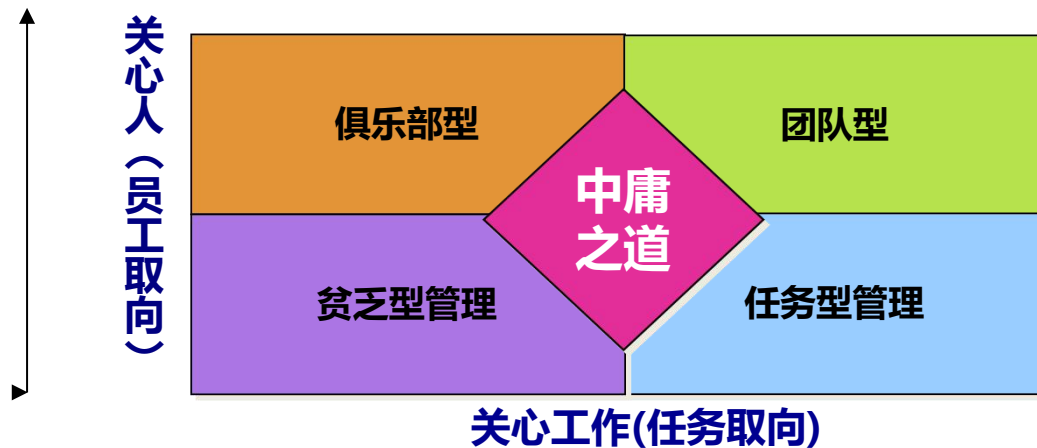 关心人（员工取向）
俱乐部型
团队型
中庸
之道
贫乏型管理
任务型管理
关心工作(任务取向)